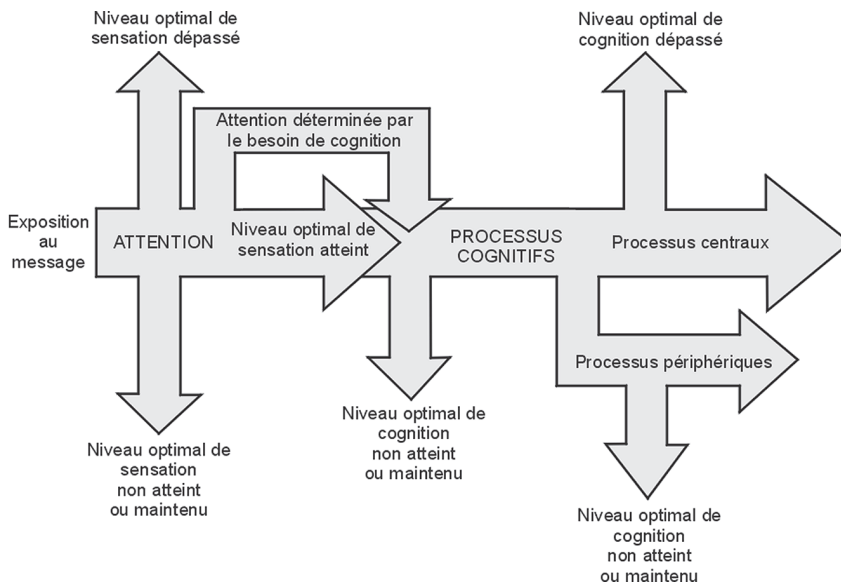 Niveau optimal de
sensation dépassé
Niveau optimal de
cognition dépassé
Attention déterminée par
le besoin de cognition
Exposition
au
message
ATTENTION
Niveau optimal de
sensation atteint
PROCESSUS
COGNITIFS
Processus centraux
Processus périphériques
Niveau optimal de
sensation
non atteint
ou maintenu
Niveau optimal de
cognition
non atteint
ou maintenu
Niveau optimal de
cognition
non atteint
ou maintenu